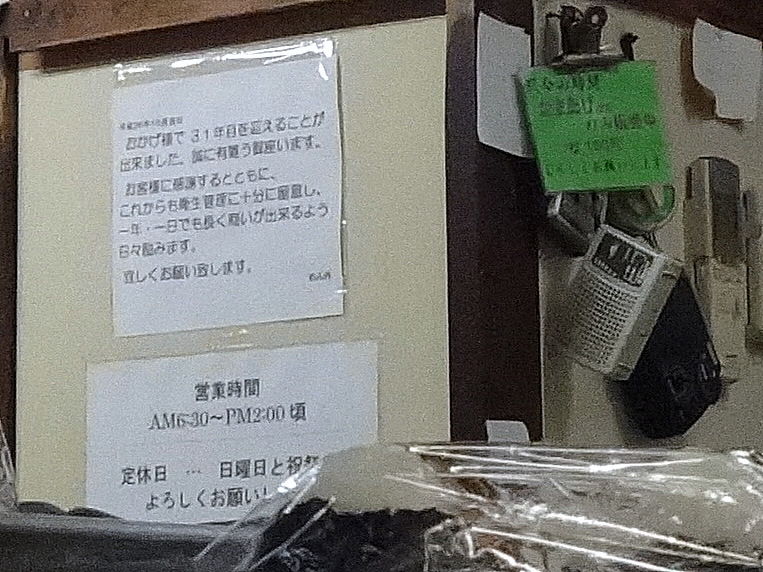 おかげ様で 31年目を迎えることが
出来ました。誠に有難う御座います。
お客様に感謝するとともに、
これからも衛生管理に十分に留意し、
一年・一日でも長く商いが出来るよう
日々励みます。
宜しくお願い致します。
営業時間
AM6:30〜PM2:00 頃
定休日 … 日曜日と祝祭
よろしくお願いし